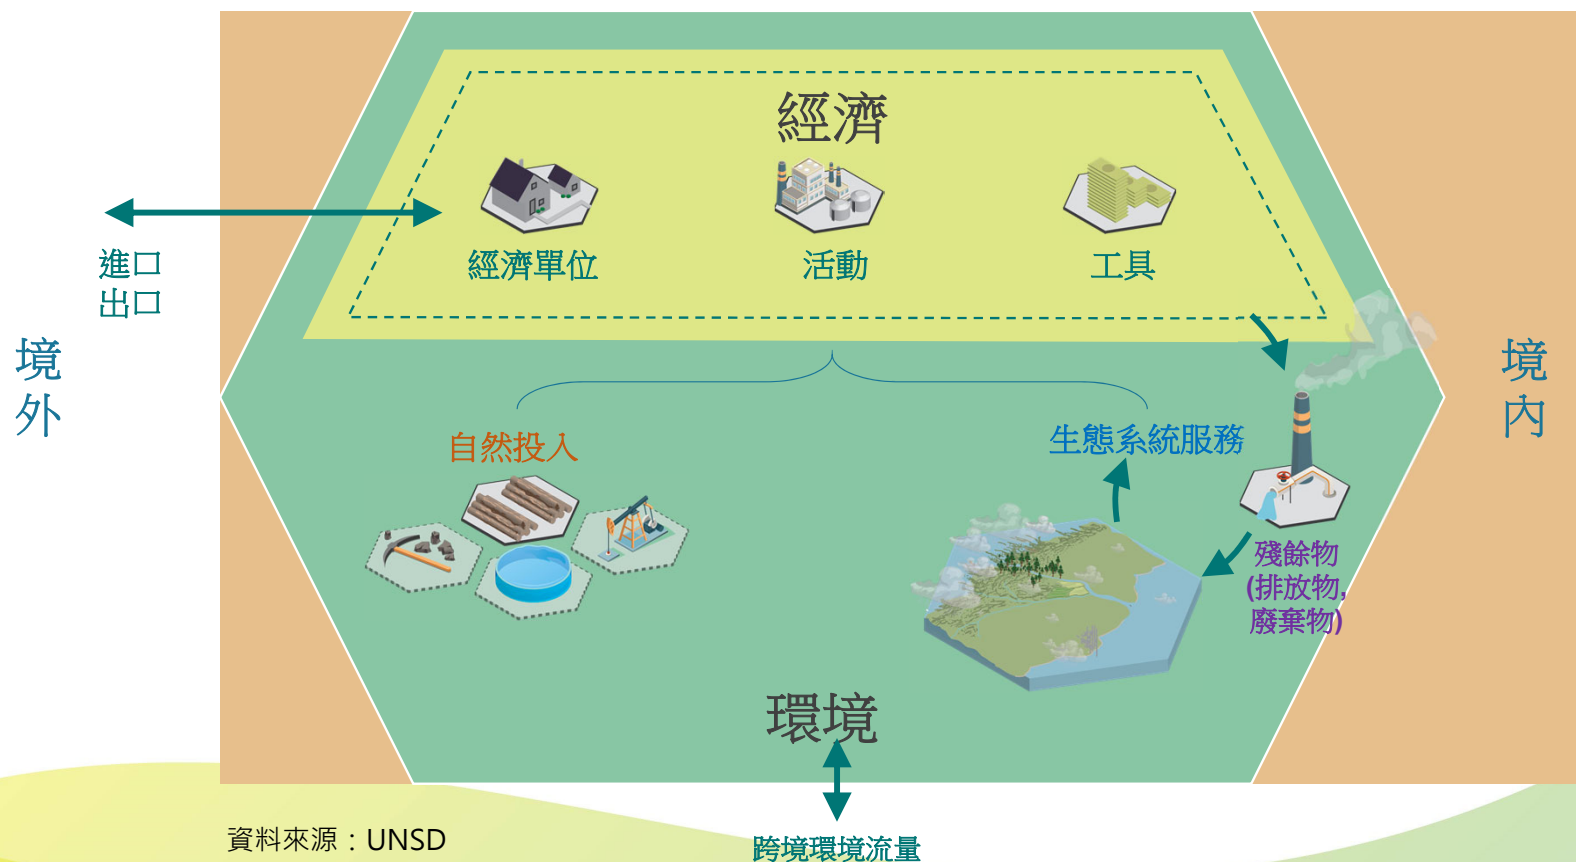 經濟
經濟單位
活動
工具
進口
出口
境外
境內
自然投入
生態系統服務
殘餘物
(排放物,
廢棄物)
環境
跨境環境流量
資料來源：UNSD